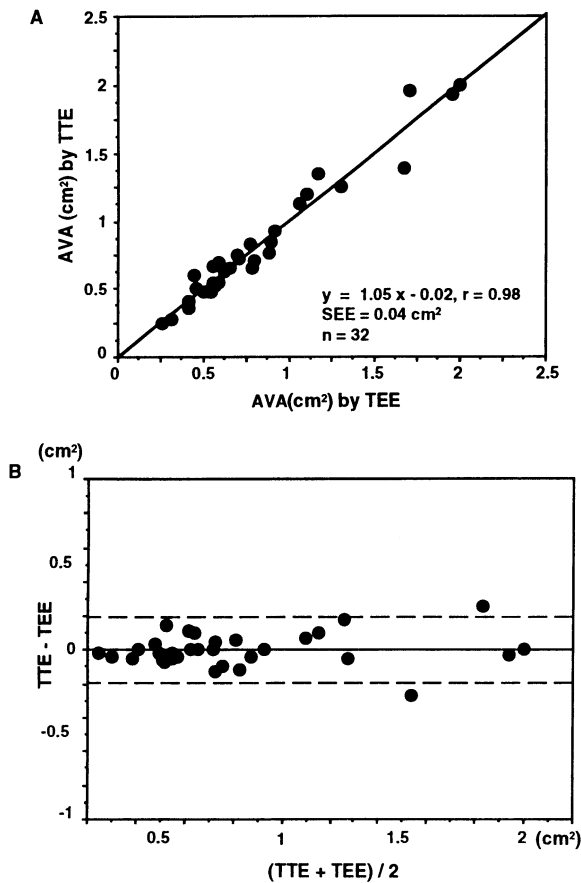 A
2.5
2
1.5
1
0.5
0
AVA (cm²) by TTE
y = 1.05 x - 0.02, r = 0.98
SEE = 0.04 cm²
n = 32
0 0.5 1 1.5 2 2.5
AVA(cm²) by TEE
B
(cm²)
1
0.5
0
-0.5
-1
TTE - TEE
0.5 1 1.5 2 (cm²)
(TTE + TEE) / 2